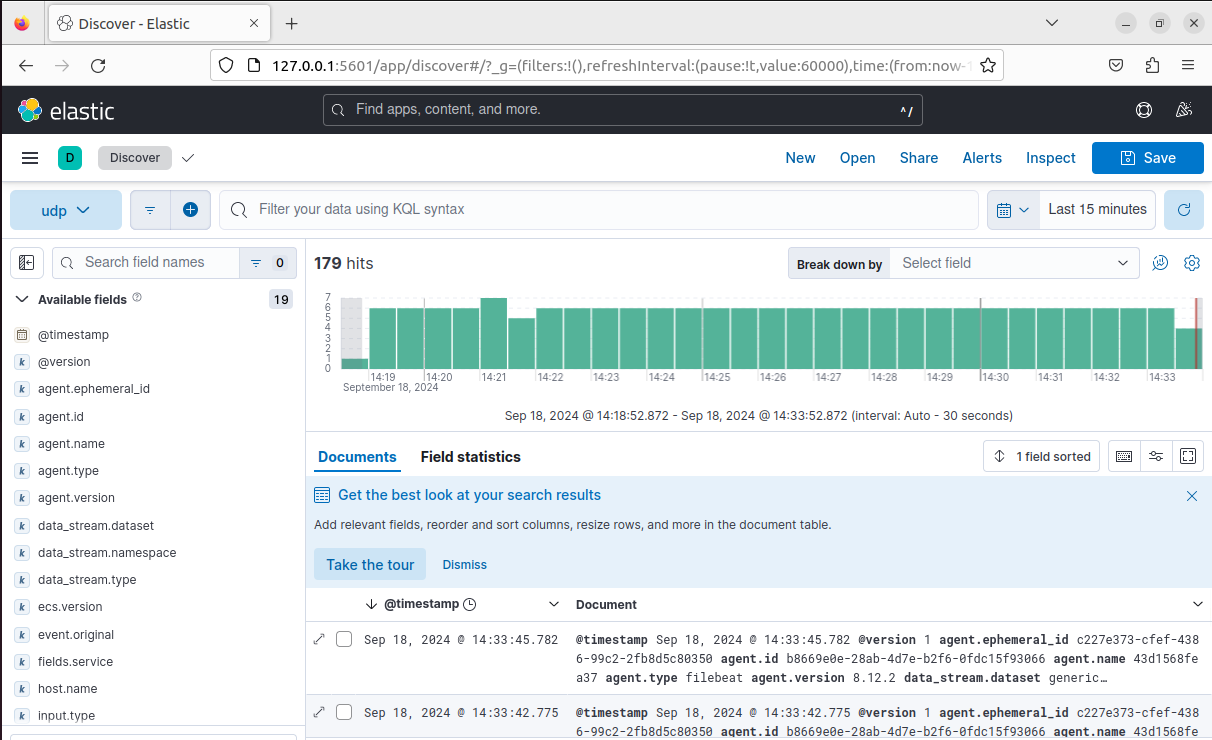 Discover - Elastic
127.0.0.1:5601/app/discover#/?_g=(filters:!(),refreshInterval:(pause:!t,value:60000),time:(from:now-1
elastic
Find apps, content, and more.
^/
D
Discover
New
Open
Share
Alerts
Inspect
Save
udp
Filter your data using KQL syntax
Last 15 minutes
Search field names
0
Available fields
19
@timestamp
@version
agent.ephemeral_id
agent.id
agent.name
agent.type
agent.version
data_stream.dataset
data_stream.namespace
data_stream.type
ecs.version
event.original
fields.service
host.name
input.type
179 hits
Break down by
Select field
7
6
5
4
3
2
1
0
14:19 14:20 14:21 14:22 14:23 14:24 14:25 14:26 14:27 14:28 14:29 14:30 14:31 14:32 14:33
September 18, 2024
Sep 18, 2024 @ 14:18:52.872 - Sep 18, 2024 @ 14:33:52.872 (interval: Auto - 30 seconds)
Documents
Field statistics
1 field sorted
Get the best look at your search results
Add relevant fields, reorder and sort columns, resize rows, and more in the document table.
Take the tour
Dismiss
@timestamp
Document
Sep 18, 2024 @ 14:33:45.782
@timestamp Sep 18, 2024 @ 14:33:45.782 @version 1 agent.ephemeral_id c227e373-cfef-438
6-99c2-2fb8d5c80350 agent.id b8669e0e-28ab-4d7e-b2f6-0fdc15f93066 agent.name 43d1568fe
a37 agent.type filebeat agent.version 8.12.2 data_stream.dataset generic…
Sep 18, 2024 @ 14:33:42.775
@timestamp Sep 18, 2024 @ 14:33:42.775 @version 1 agent.ephemeral_id c227e373-cfef-438
6-99c2-2fb8d5c80350 agent.id b8669e0e-28ab-4d7e-b2f6-0fdc15f93066 agent.name 43d1568fe